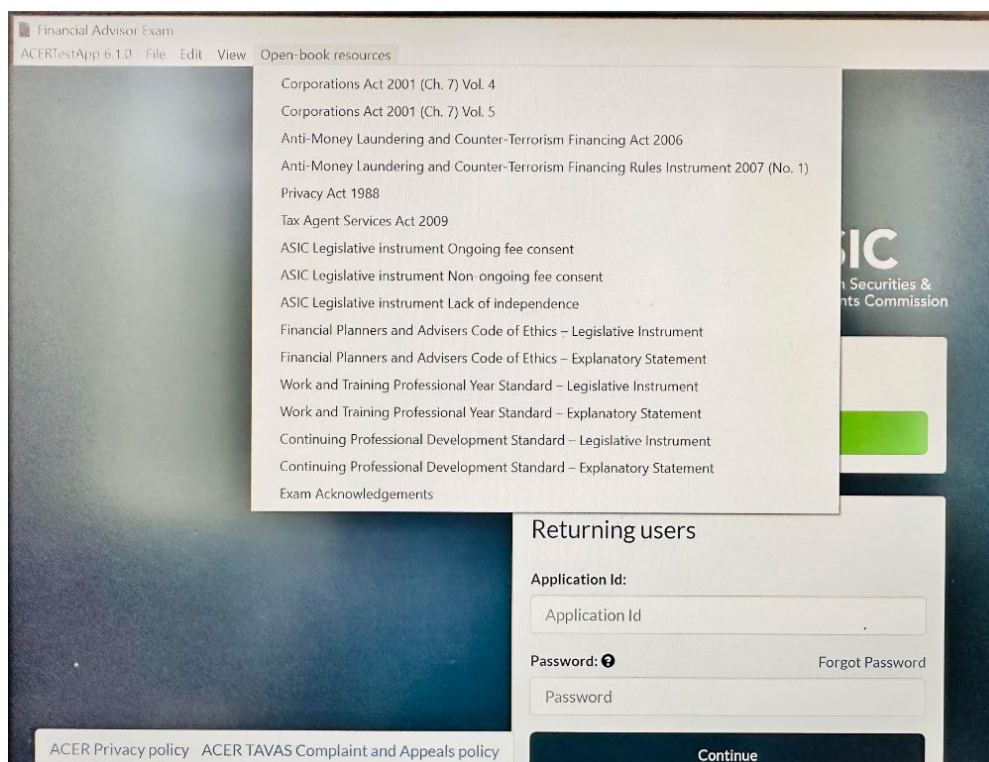 Financial Advisor Exam
ACERTestApp 6.1.0 File Edit View Open-book resources
Corporations Act 2001 (Ch. 7) Vol. 4
Corporations Act 2001 (Ch. 7) Vol. 5
Anti-Money Laundering and Counter-Terrorism Financing Act 2006
Anti-Money Laundering and Counter-Terrorism Financing Rules Instrument 2007 (No. 1)
Privacy Act 1988
Tax Agent Services Act 2009
ASIC Legislative instrument Ongoing fee consent
ASIC Legislative instrument Non-ongoing fee consent
ASIC Legislative instrument Lack of independence
Financial Planners and Advisers Code of Ethics – Legislative Instrument
Financial Planners and Advisers Code of Ethics – Explanatory Statement
Work and Training Professional Year Standard – Legislative Instrument
Work and Training Professional Year Standard – Explanatory Statement
Continuing Professional Development Standard – Legislative Instrument
Continuing Professional Development Standard – Explanatory Statement
Exam Acknowledgements
SIC
Securities &
Commission
Returning users
Application Id:
Application Id
Password: Forgot Password
Password
Continue
ACER Privacy policy ACER TAVAS Complaint and Appeals policy